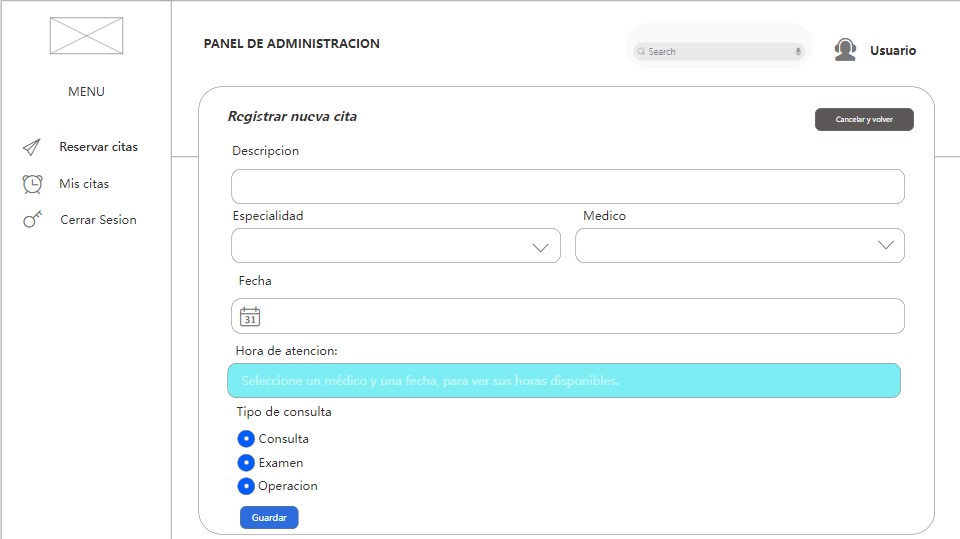 PANEL DE ADMINISTRACION
Search
Usuario
MENU
Reservar citas
Mis citas
Cerrar Sesion
Registrar nueva cita
Cancelar y volver
Descripcion
Especialidad
Medico
Fecha
31
Hora de atencion:
Seleccione un médico y una fecha, para ver sus horas disponibles.
Tipo de consulta
Consulta
Examen
Operacion
Guardar